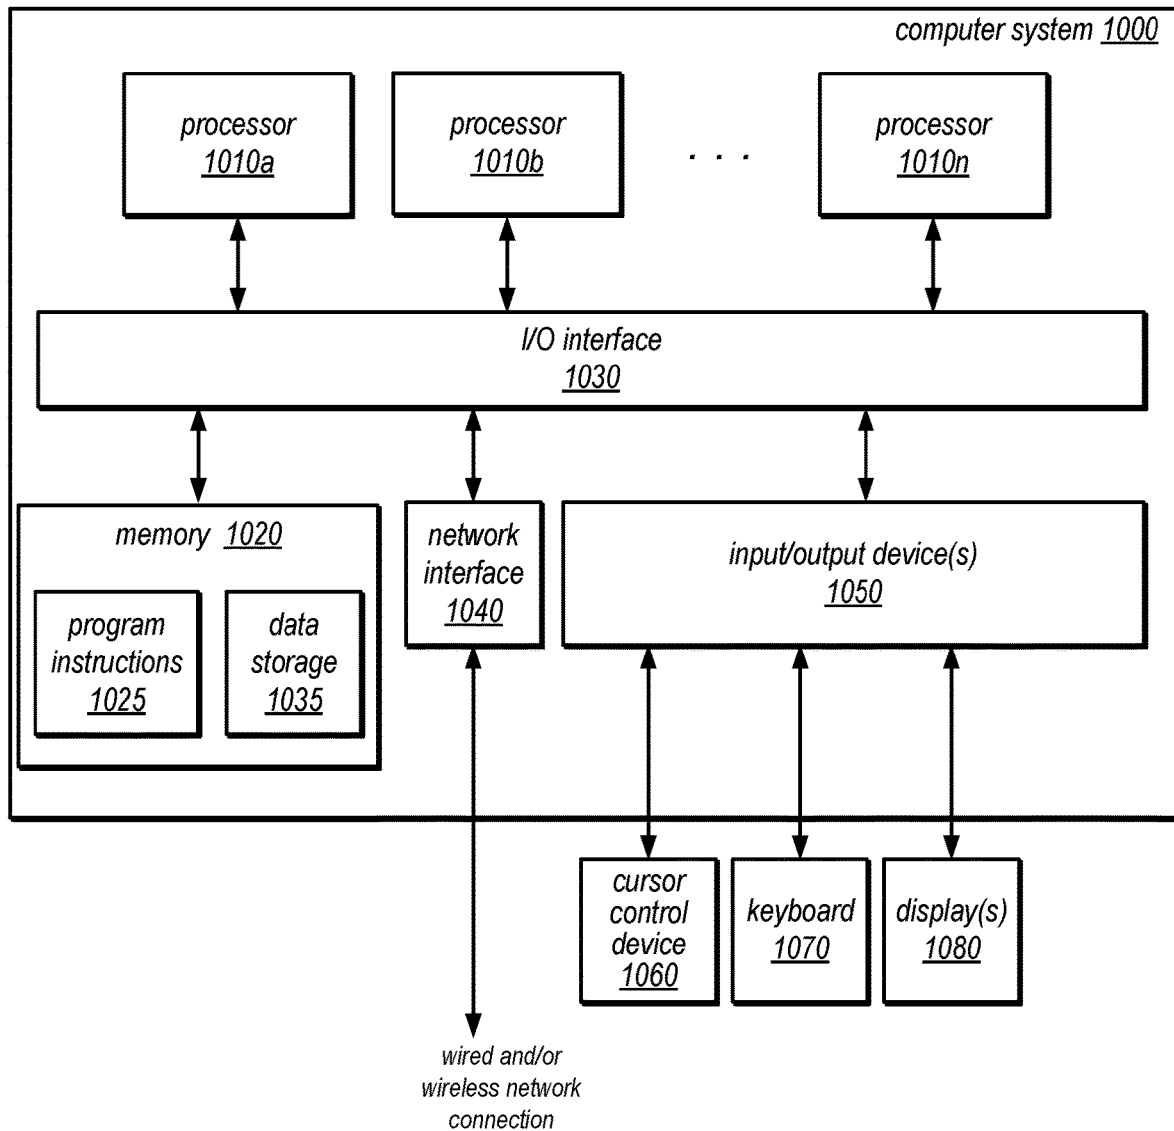 computer system 1000
processor
1010a
processor
1010b
. . .
processor
1010n
I/O interface
1030
memory 1020
program
instructions
1025
data
storage
1035
network
interface
1040
input/output device(s)
1050
cursor
control
device
1060
keyboard
1070
display(s)
1080
wired and/or
wireless network
connection